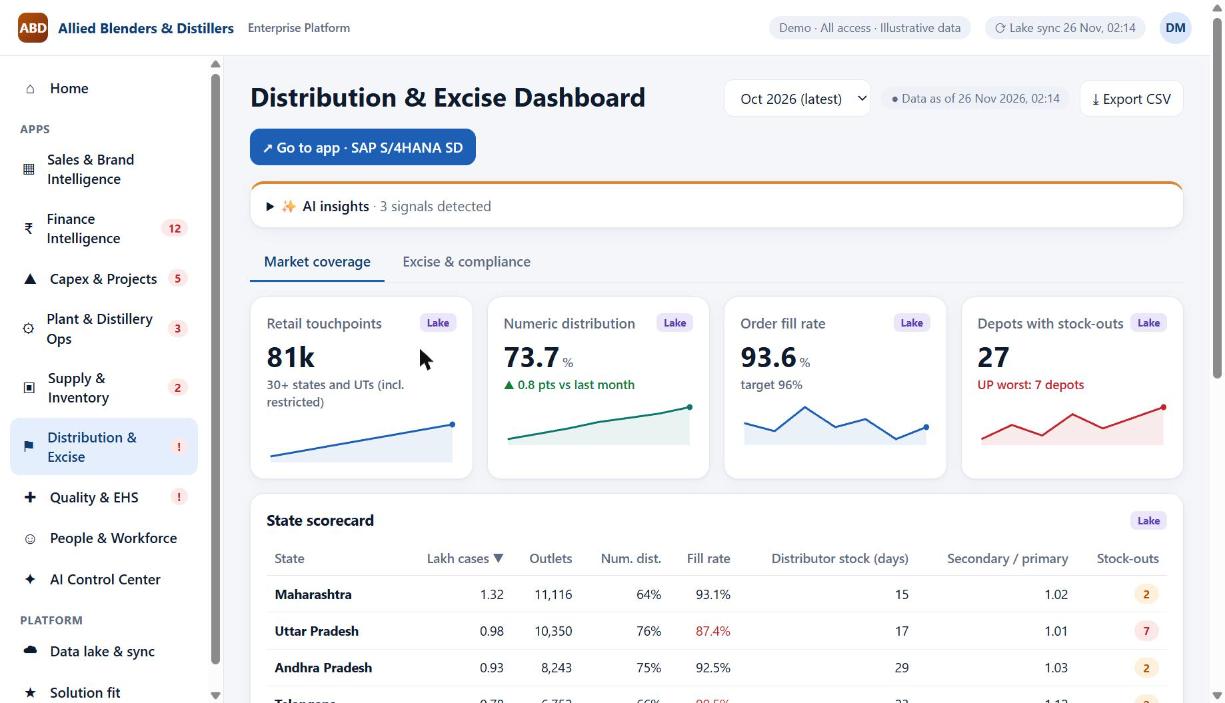 ABD Allied Blenders & Distillers Enterprise Platform
Demo · All access · Illustrative data
Lake sync 26 Nov, 02:14
DM
Home
APPS
Sales & Brand
Intelligence
Finance
Intelligence
12
Capex & Projects 5
Plant & Distillery
Ops
3
Supply &
Inventory
2
Distribution &
Excise
!
Quality & EHS !
People & Workforce
AI Control Center
PLATFORM
Data lake & sync
Solution fit
Distribution & Excise Dashboard
Oct 2026 (latest)
● Data as of 26 Nov 2026, 02:14
⤓ Export CSV
↗ Go to app · SAP S/4HANA SD
▶ ✨ AI insights · 3 signals detected
Market coverage Excise & compliance
Retail touchpoints Lake
81k
30+ states and UTs (incl.
restricted)
Numeric distribution Lake
73.7 %
▲ 0.8 pts vs last month
Order fill rate Lake
93.6 %
target 96%
Depots with stock-outs Lake
27
UP worst: 7 depots
State scorecard Lake
State Lakh cases ▼ Outlets Num. dist. Fill rate Distributor stock (days) Secondary / primary Stock-outs
Maharashtra 1.32 11,116 64% 93.1% 15 1.02 2
Uttar Pradesh 0.98 10,350 76% 87.4% 17 1.01 7
Andhra Pradesh 0.93 8,243 75% 92.5% 29 1.03 2